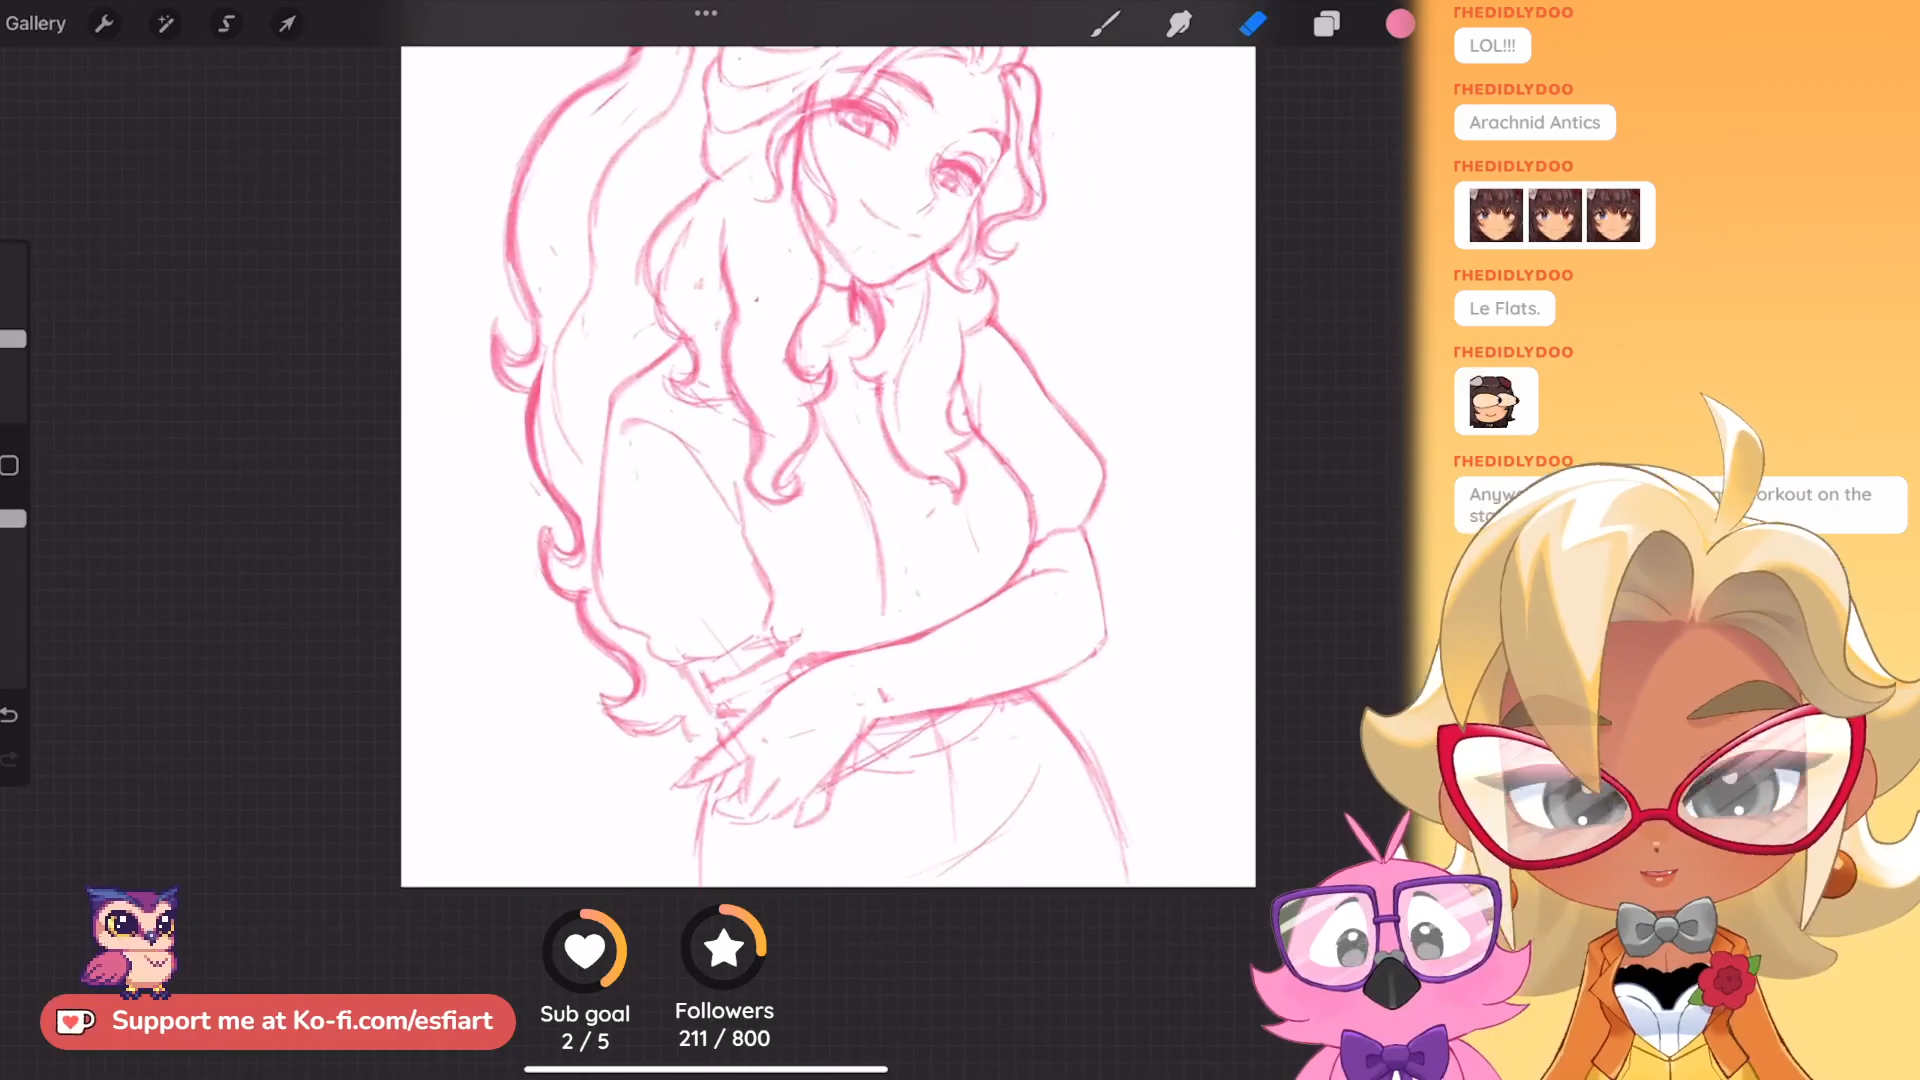 Gallery
THEDIDLYDOO
LOL!!!
THEDIDLYDOO
Arachnid Antics
THEDIDLYDOO
THEDIDLYDOO
Le Flats.
THEDIDLYDOO
THEDIDLYDOO
on the
Support me at Ko-fi.com/esfiart
Sub goal
2 / 5
Followers
211 / 800